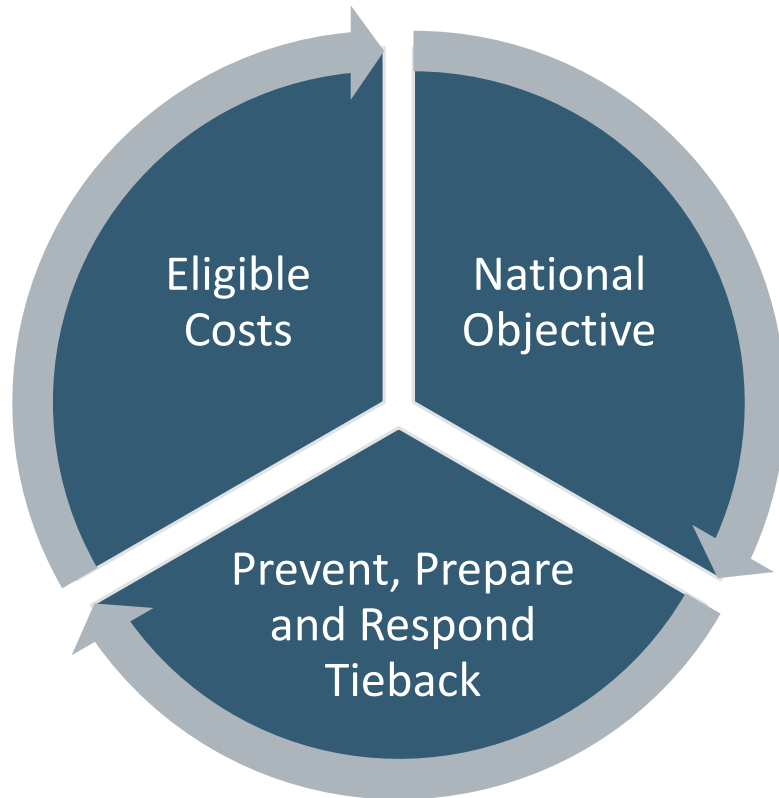 Eligible
Costs
National
Objective
Prevent, Prepare
and Respond
Tieback